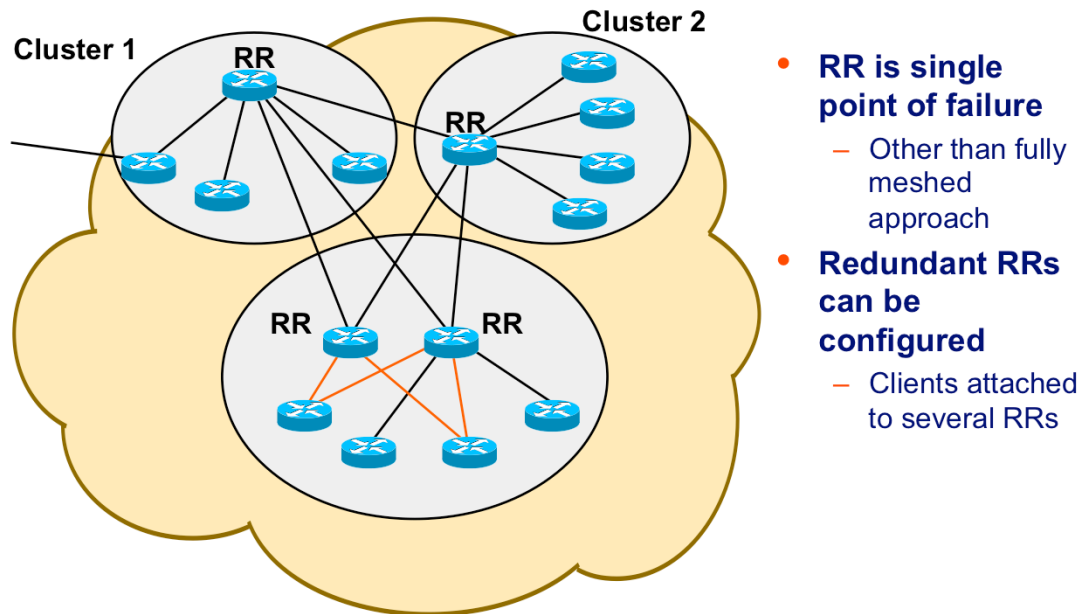 Cluster 1
RR
Cluster 2
RR
RR
RR
• RR is single
point of failure
– Other than fully
meshed
approach
• Redundant RRs
can be
configured
– Clients attached
to several RRs